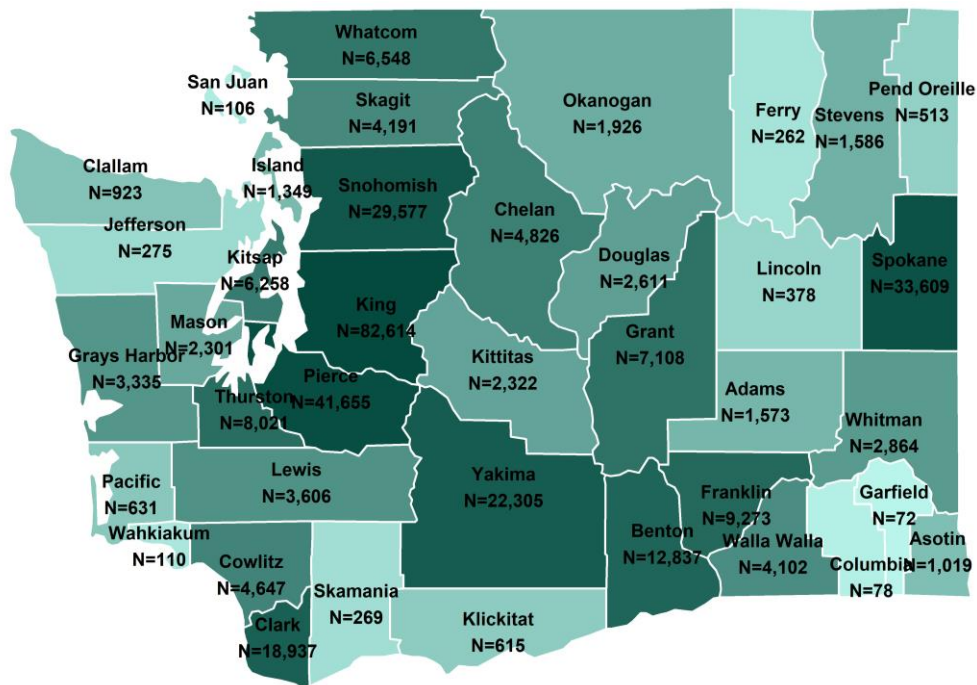 Whatcom
N=6,548
San Juan
N=106
Skagit
N=4,191
Okanogan
N=1,926
Ferry
N=262
Stevens
N=1,586
Pend Oreille
N=513
Clallam
N=923
Island
N=1,349
Snohomish
N=29,577
Chelan
N=4,826
Jefferson
N=275
Kitsap
N=6,258
Douglas
N=2,611
Lincoln
N=378
Spokane
N=33,609
King
N=82,614
Mason
N=2,301
Grays Harbor
N=3,335
Kittitas
N=2,322
Grant
N=7,108
Pierce
N=41,655
Thurston
N=8,021
Adams
N=1,573
Whitman
N=2,864
Lewis
N=3,606
Yakima
N=22,305
Pacific
N=631
Franklin
N=9,273
Garfield
N=72
Wahkiakum
N=110
Benton
N=12,837
Walla Walla
N=4,102
Columbia
N=78
Asotin
N=1,019
Cowlitz
N=4,647
Skamania
N=269
Klickitat
N=615
Clark
N=18,937